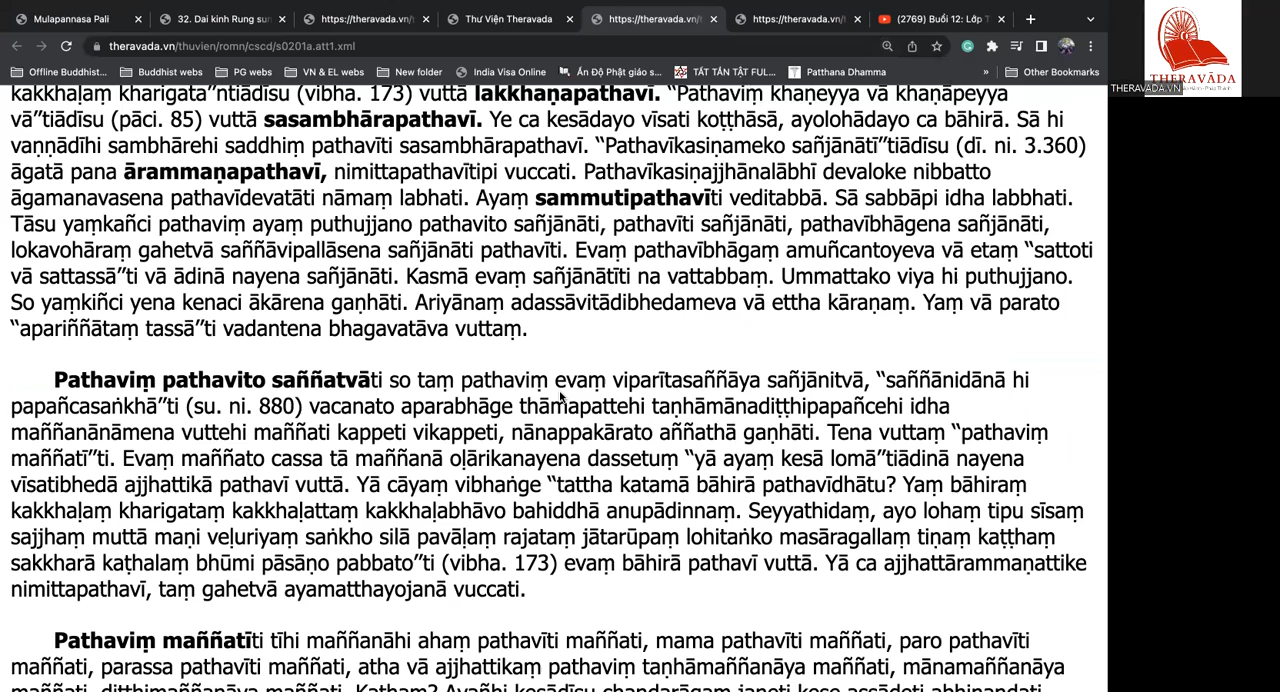 Mulapannasa Pali
32. Dai kinh Rung sun
https://theravada.vn/t
Thư Viện Theravada
https://theravada.vn/t
https://theravada.vn/t
(2769) Buổi 12: Lớp T
theravada.vn/thuvien/romn/cscd/s0201a.att1.xml
Offline Buddhist... Buddhist webs PG webs VN & EL webs New folder India Visa Online Ấn Độ Phật giáo s... TẤT TẦN TẬT FUL... Patthana Dhamma » Other Bookmarks
THERAVĀDA
THERAVADA.VN
kakkhaḷaṃ kharigata”ntiādīsu (vibha. 173) vuttā lakkhaṇapathavī. “Pathaviṃ khaṇeyya vā khaṇāpeyya
vā”tiādīsu (pāci. 85) vuttā sasambhārapathavī. Ye ca kesādayo vīsati koṭṭhāsā, ayolohādayo ca bāhirā. Sā hi
vaṇṇādīhi sambhārehi saddhiṃ pathavīti sasambhārapathavī. “Pathavīkasiṇameko sañjānātī”tiādīsu (dī. ni. 3.360)
āgatā pana ārammaṇapathavī, nimittapathavītipi vuccati. Pathavīkasiṇajjhānalābhī devaloke nibbatto
āgamanavasena pathavīdevatāti nāmaṃ labhati. Ayaṃ sammutipathavīti veditabbā. Sā sabbāpi idha labbhati.
Tāsu yaṃkañci pathaviṃ ayaṃ puthujjano pathavito sañjānāti, pathavīti sañjānāti, pathavībhāgena sañjānāti,
lokavohāraṃ gahetvā saññāvipallāsena sañjānāti pathavīti. Evaṃ pathavībhāgaṃ amuñcantoyeva vā etaṃ “sattoti
vā sattassā”ti vā ādinā nayena sañjānāti. Kasmā evaṃ sañjānātīti na vattabbaṃ. Ummattako viya hi puthujjano.
So yaṃkiñci yena kenaci ākārena gaṇhāti. Ariyānaṃ adassāvitādibhedameva vā ettha kāraṇaṃ. Yaṃ vā parato
“apariññātaṃ tassā”ti vadantena bhagavatāva vuttaṃ.
Pathaviṃ pathavito saññatvāti so taṃ pathaviṃ evaṃ viparītasaññāya sañjānitvā, “saññānidānā hi
papañcasaṅkhā”ti (su. ni. 880) vacanato aparabhāge thāmapattehi taṇhāmānadiṭṭhipapañcehi idha
maññanānāmena vuttehi maññati kappeti vikappeti, nānappakārato aññathā gaṇhāti. Tena vuttaṃ “pathaviṃ
maññatī”ti. Evaṃ maññato cassa tā maññanā oḷārikanayena dassetuṃ “yā ayaṃ kesā lomā”tiādinā nayena
vīsatibhedā ajjhattikā pathavī vuttā. Yā cāyaṃ vibhaṅge “tattha katamā bāhirā pathavīdhātu? Yaṃ bāhiraṃ
kakkhaḷaṃ kharigataṃ kakkhaḷattaṃ kakkhaḷabhāvo bahiddhā anupādinnaṃ. Seyyathidaṃ, ayo lohaṃ tipu sīsaṃ
sajjhaṃ muttā maṇi veḷuriyaṃ saṅkho silā pavāḷaṃ rajataṃ jātarūpaṃ lohitaṅko masāragallaṃ tiṇaṃ kaṭṭhaṃ
sakkharā kaṭhalaṃ bhūmi pāsāṇo pabbato”ti (vibha. 173) evaṃ bāhirā pathavī vuttā. Yā ca ajjhattārammaṇattike
nimittapathavī, taṃ gahetvā ayamatthayojanā vuccati.
Pathaviṃ maññatīti tīhi maññanāhi ahaṃ pathavīti maññati, mama pathavīti maññati, paro pathavīti
maññati, parassa pathavīti maññati, atha vā ajjhattikaṃ pathaviṃ taṇhāmaññanāya maññati, mānamaññanāya
maññati, diṭṭhimaññanāya maññati. Kathaṃ? Ayañhi kesādīsu chandarāgaṃ janeti kese assādeti abhinandati